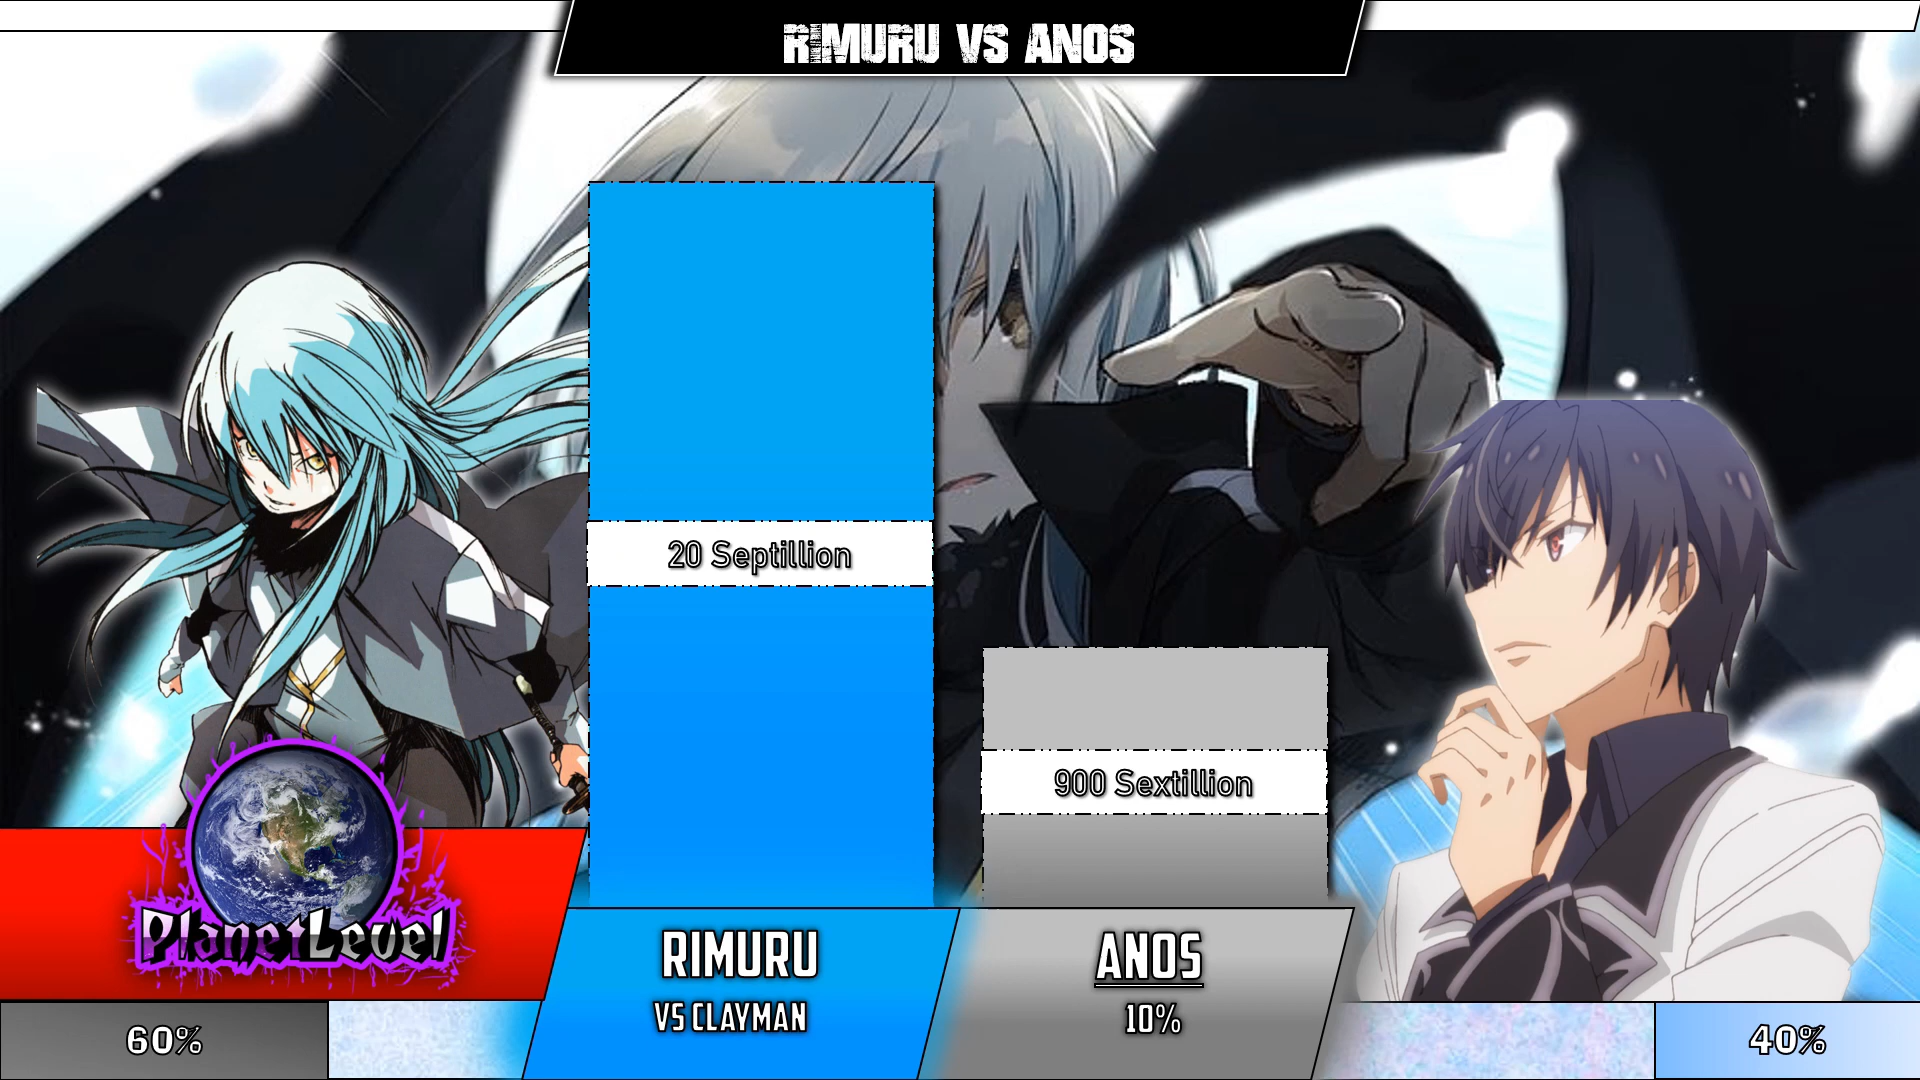 RIMURU VS ANOS
20 Septillion
900 Sextillion
PlanetLevel
RIMURU
VS CLAYMAN
ANOS
10%
60%
40%